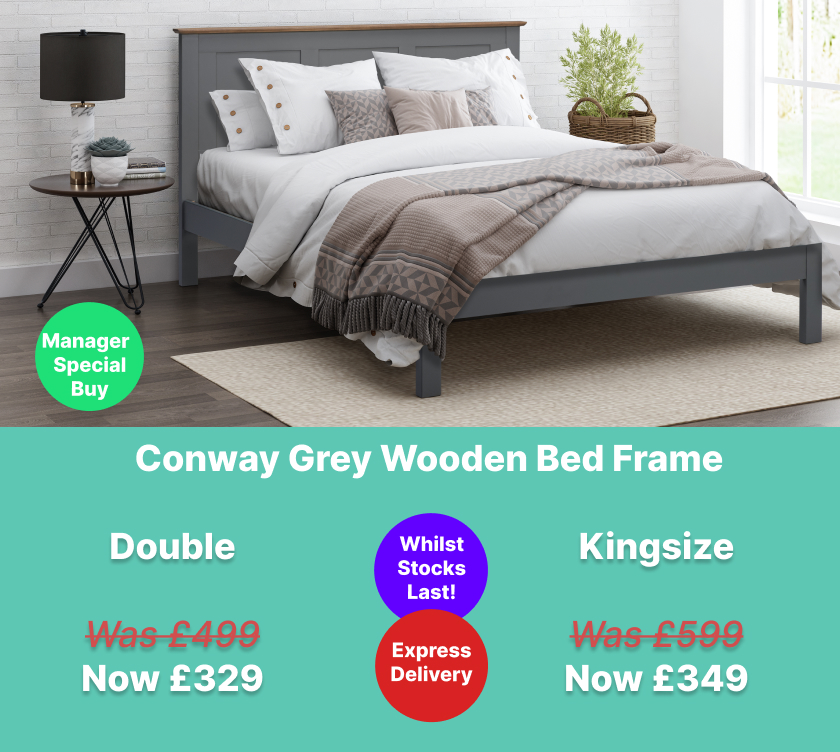 Manager
Special
Buy
Conway Grey Wooden Bed Frame
Double
Was £499
Now £329
Whilst
Stocks
Last!
Express
Delivery
Kingsize
Was £599
Now £349